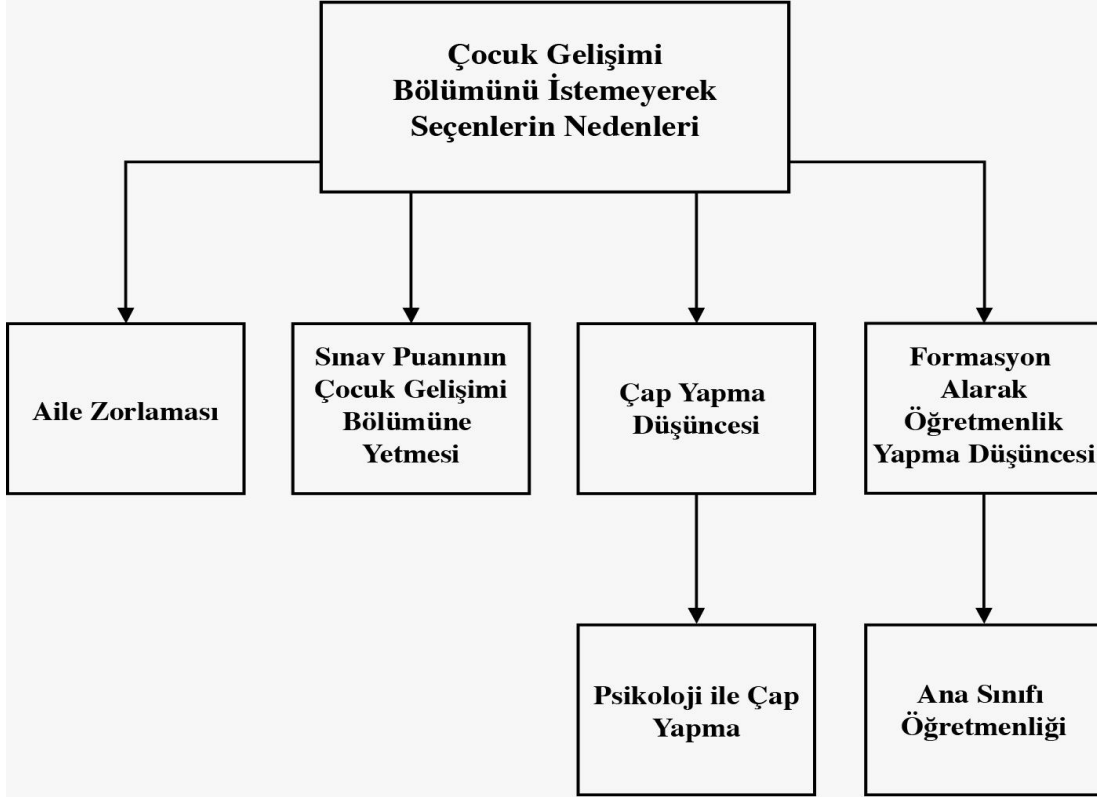 Çocuk Gelişimi
Bölümünü İstemeyerek
Seçenlerin Nedenleri
Aile Zorlaması
Sınav Puanının
Çocuk Gelişimi
Bölümüne
Yetmesi
Çap Yapma
Düşüncesi
Formasyon
Alarak
Öğretmenlik
Yapma Düşüncesi
Psikoloji ile Çap
Yapma
Ana Sınıfı
Öğretmenliği